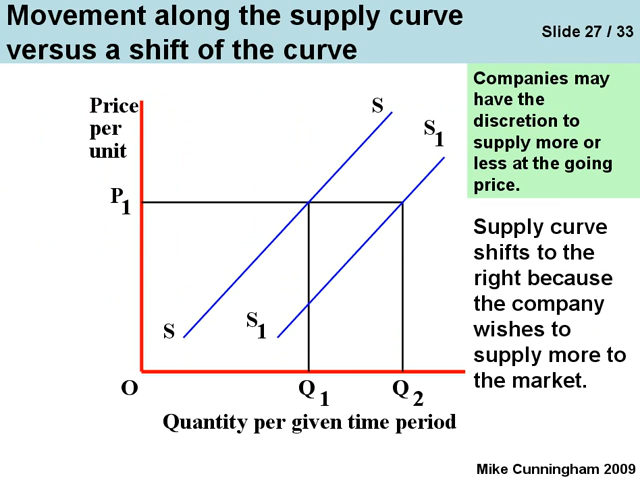 Movement along the supply curve
versus a shift of the curve
Slide 27 / 33
Companies may
have the
discretion to
supply more or
less at the going
price.
Supply curve
shifts to the
right because
the company
wishes to
supply more to
the market.
Price
per
unit
S
S1
P1
S
S1
O
Q1
Q2
Quantity per given time period
Mike Cunningham 2009